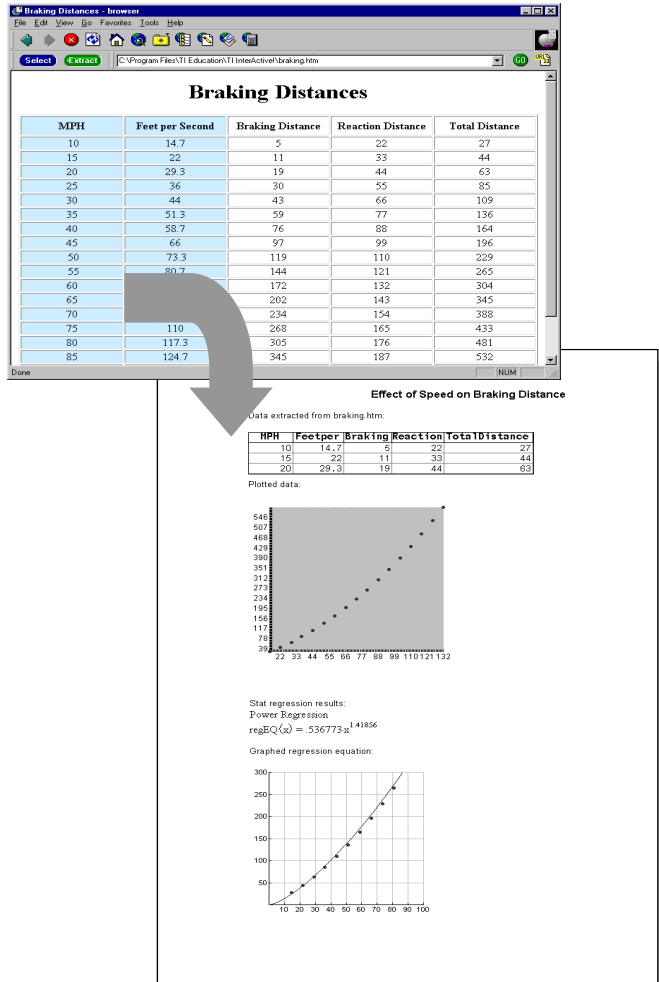 Braking Distances - browser
File Edit View Go Favorites Tools Help
Select Extract C:\Program Files\TI Education\TI InterActive!\braking.htm GO URL's
Braking Distances
MPH Feet per Second Braking Distance Reaction Distance Total Distance
10 14.7 5 22 27
15 22 11 33 44
20 29.3 19 44 63
25 36 30 55 85
30 44 43 66 109
35 51.3 59 77 136
40 58.7 76 88 164
45 66 97 99 196
50 73.3 119 110 229
55 80.7 144 121 265
60 172 132 304
65 202 143 345
70 234 154 388
75 110 268 165 433
80 117.3 305 176 481
85 124.7 345 187 532
Done NUM
Effect of Speed on Braking Distance
Data extracted from braking.htm:
MPH Feetper Braking Reaction TotalDistance
10 14.7 5 22 27
15 22 11 33 44
20 29.3 19 44 63
Plotted data:
546
507
468
429
390
351
312
273
234
195
156
117
78
39
22 33 44 55 66 77 88 99 110 121 132
Stat regression results:
Power Regression
regEQ(x) = .536773·x^1.41856
Graphed regression equation:
300
250
200
150
100
50
10 20 30 40 50 60 70 80 90 100